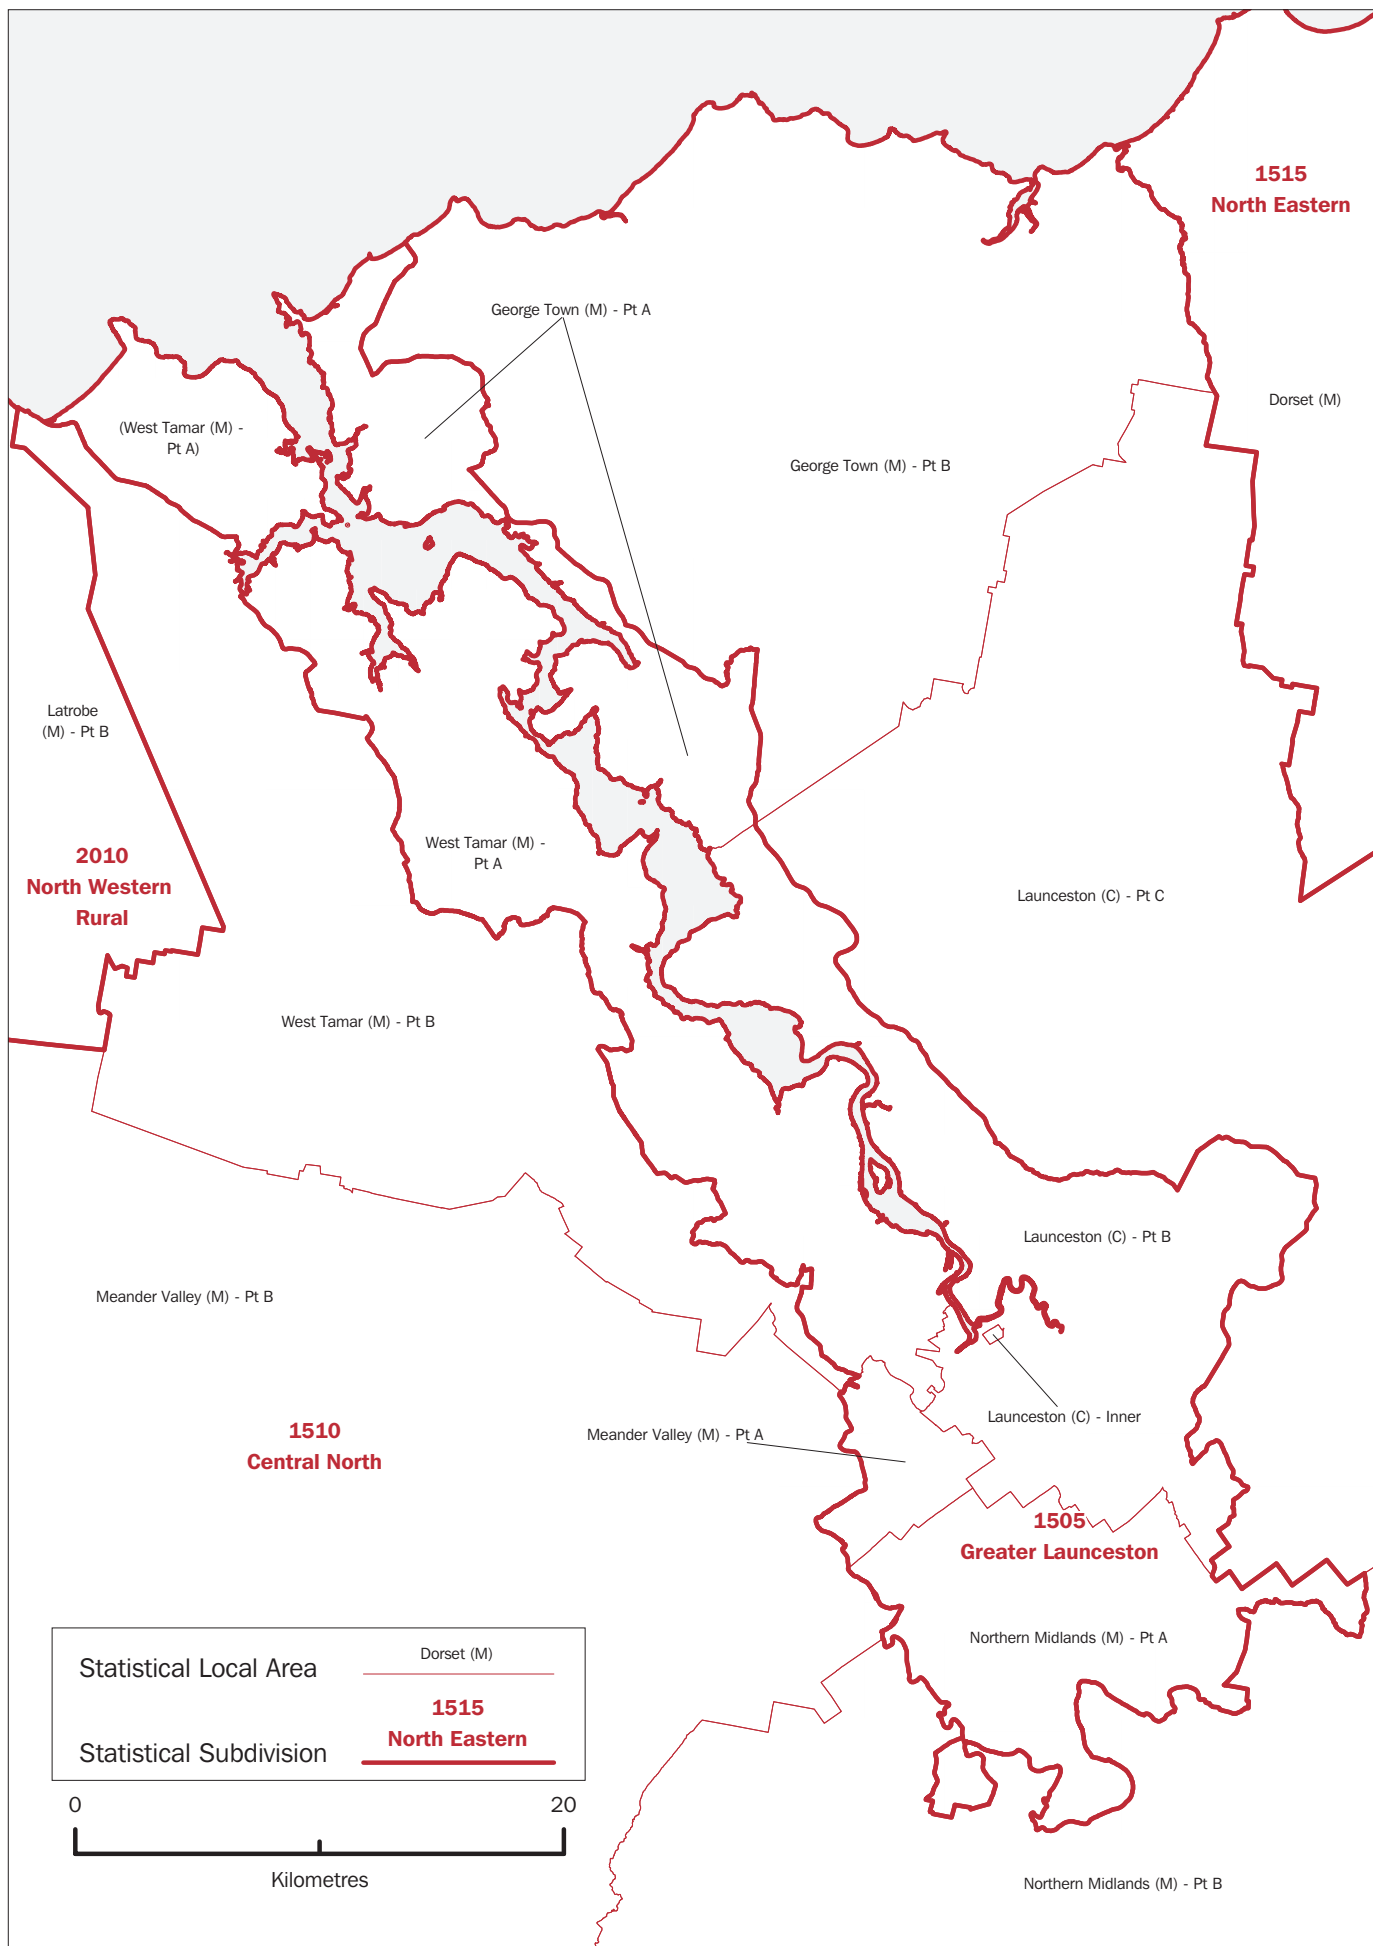 1515
North Eastern
George Town (M) - Pt A
Dorset (M)
(West Tamar (M) -
Pt A)
George Town (M) - Pt B
Latrobe
(M) - Pt B
West Tamar (M) -
Pt A
2010
North Western
Rural
Launceston (C) - Pt C
West Tamar (M) - Pt B
Launceston (C) - Pt B
Meander Valley (M) - Pt B
Launceston (C) - Inner
1510
Central North
Meander Valley (M) - Pt A
1505
Greater Launceston
Northern Midlands (M) - Pt A
Statistical Local Area
Dorset (M)
1515
North Eastern
Statistical Subdivision
0
20
Kilometres
Northern Midlands (M) - Pt B